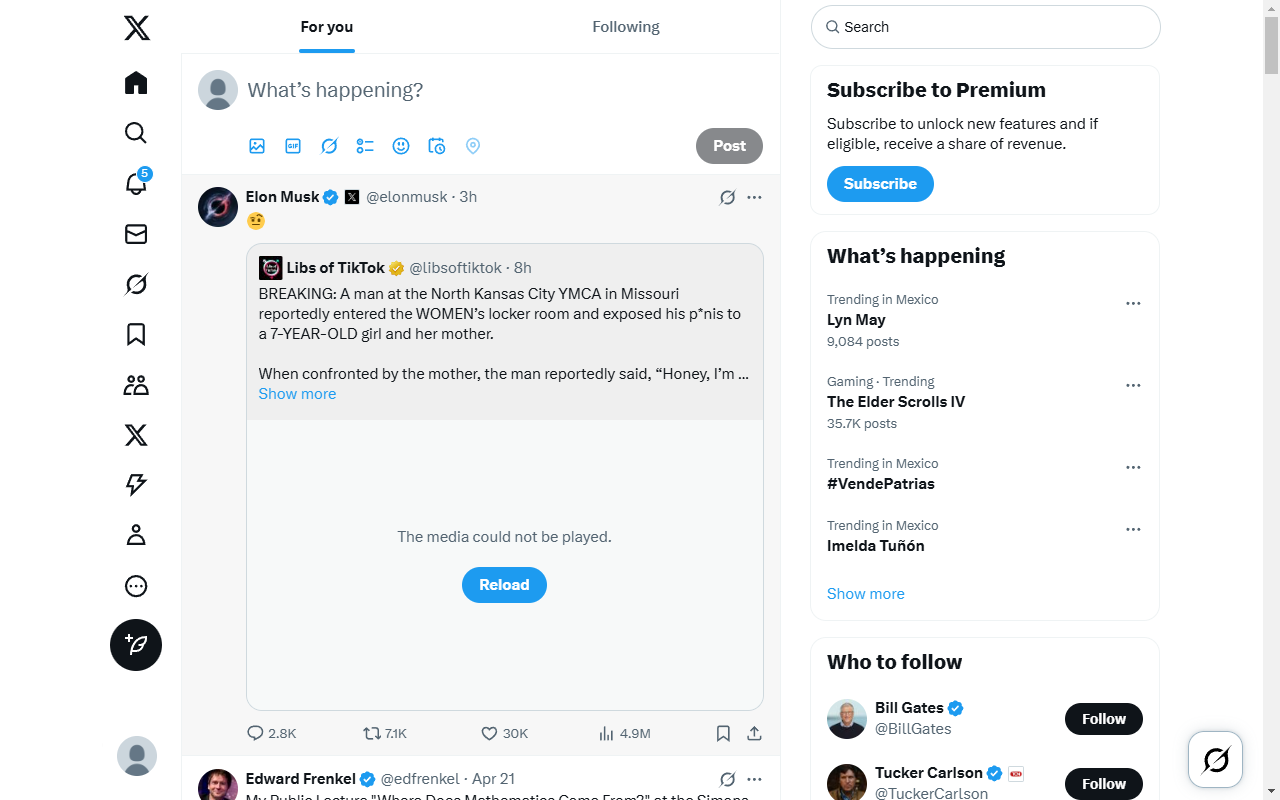 For you
Following
What's happening?
GIF
Post
5
Elon Musk @elonmusk · 3h
🤨
Libs of TikTok @libsoftiktok · 8h
BREAKING: A man at the North Kansas City YMCA in Missouri
reportedly entered the WOMEN's locker room and exposed his p*nis to
a 7-YEAR-OLD girl and her mother.
When confronted by the mother, the man reportedly said, “Honey, I'm ...
Show more
The media could not be played.
Reload
2.8K 7.1K 30K 4.9M
Edward Frenkel @edfrenkel · Apr 21
My Public Lecture "Where Does Mathematics Come From?" at the Simons
Search
Subscribe to Premium
Subscribe to unlock new features and if
eligible, receive a share of revenue.
Subscribe
What's happening
Trending in Mexico
Lyn May
9,084 posts
Gaming · Trending
The Elder Scrolls IV
35.7K posts
Trending in Mexico
#VendePatrias
Trending in Mexico
Imelda Tuñón
Show more
Who to follow
Bill Gates
@BillGates
Follow
Tucker Carlson
@TuckerCarlson
Follow